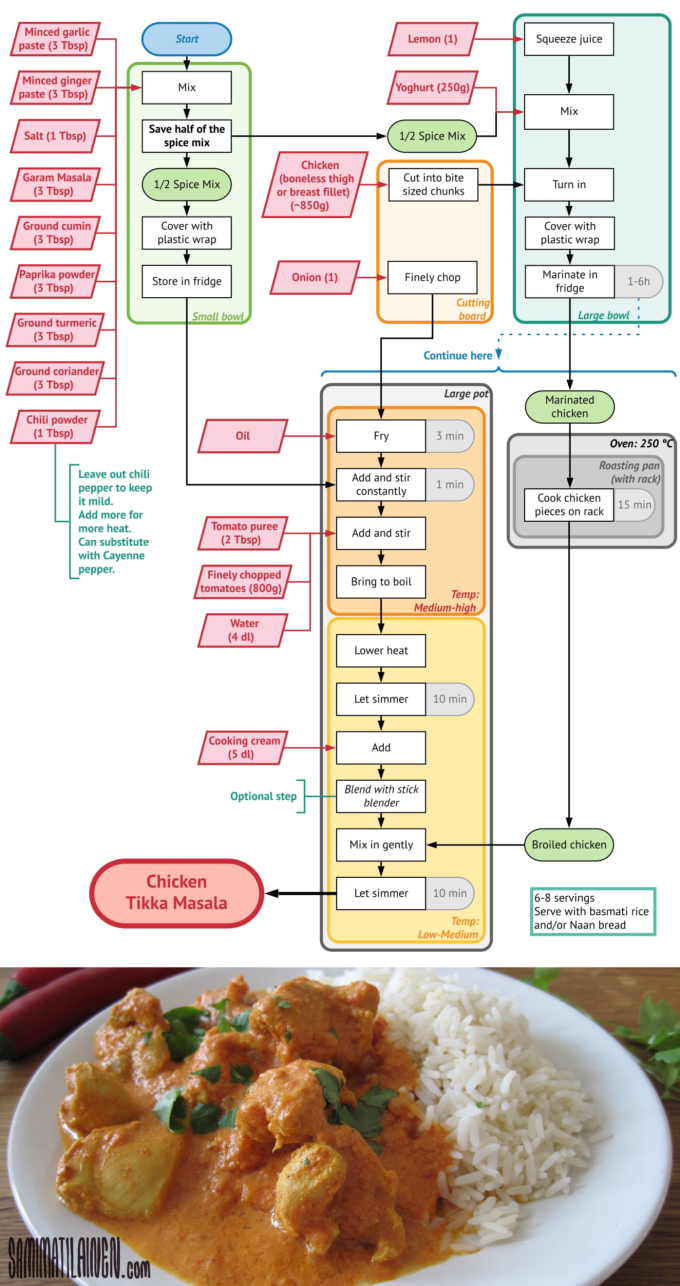 Minced garlic
paste (3 Tbsp)
Minced ginger
paste (3 Tbsp)
Salt (1 Tbsp)
Garam Masala
(3 Tbsp)
Ground cumin
(3 Tbsp)
Paprika powder
(3 Tbsp)
Ground turmeric
(3 Tbsp)
Ground coriander
(3 Tbsp)
Chili powder
(1 Tbsp)
Leave out chili
pepper to keep
it mild.
Add more for
more heat.
Can substitute
with Cayenne
pepper.
Start
Mix
Save half of the
spice mix
1/2 Spice Mix
Cover with
plastic wrap
Store in fridge
Small bowl
Lemon (1)
Yoghurt (250g)
1/2 Spice Mix
Chicken
(boneless thigh
or breast fillet)
(~850g)
Cut into bite
sized chunks
Onion (1)
Finely chop
Cutting
board
Squeeze juice
Mix
Turn in
Cover with
plastic wrap
Marinate in
fridge
1-6h
Large bowl
Continue here
Large pot
Oil
Fry
3 min
Add and stir
constantly
1 min
Tomato puree
(2 Tbsp)
Add and stir
Finely chopped
tomatoes (800g)
Bring to boil
Water
(4 dl)
Temp:
Medium-high
Lower heat
Let simmer
10 min
Cooking cream
(5 dl)
Add
Optional step
Blend with stick
blender
Mix in gently
Let simmer
10 min
Temp:
Low-Medium
Marinated
chicken
Oven: 250 °C
Roasting pan
(with rack)
Cook chicken
pieces on rack
15 min
Broiled chicken
Chicken
Tikka Masala
6-8 servings
Serve with basmati rice
and/or Naan bread
SAMIMATILAINEN.com